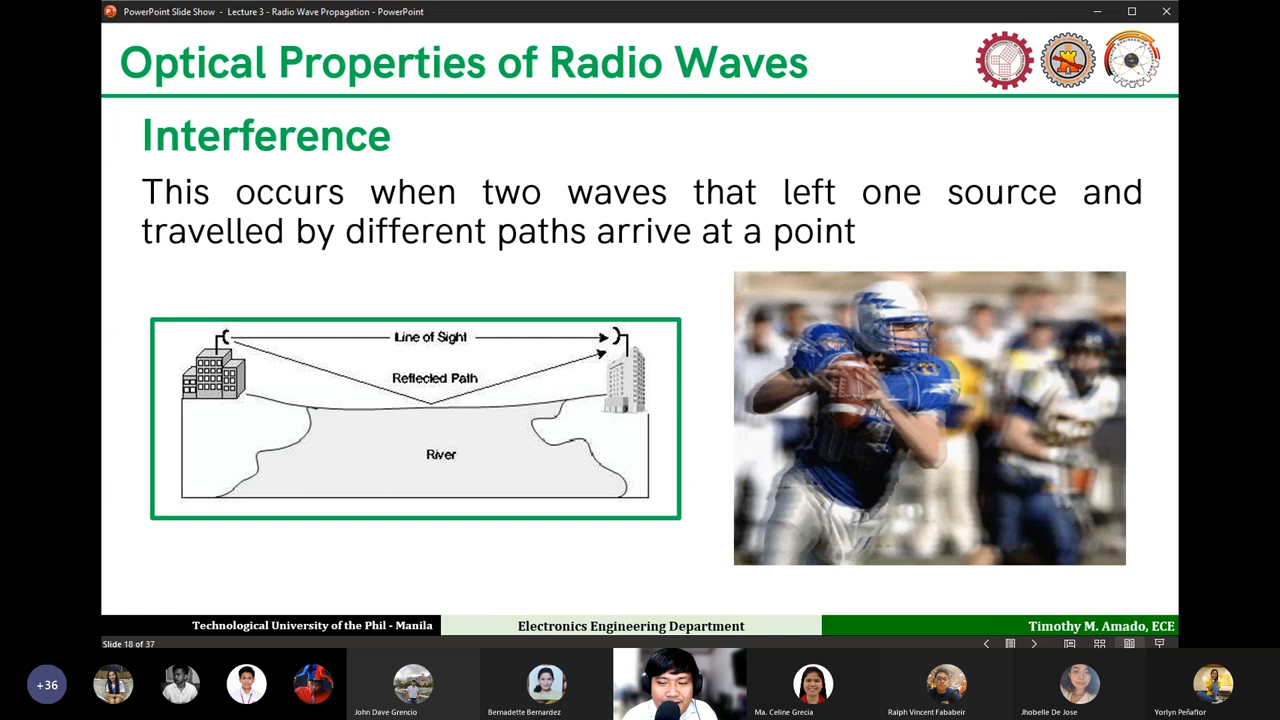 PowerPoint Slide Show - Lecture 3 - Radio Wave Propagation - PowerPoint
Optical Properties of Radio Waves
Interference
This occurs when two waves that left one source and
travelled by different paths arrive at a point
Line of Sight
Reflected Path
River
Technological University of the Phil - Manila
Electronics Engineering Department
Timothy M. Amado, ECE
Slide 18 of 37
+36
John Dave Grencio
Bernadette Bernardez
Ma. Celine Grecia
Ralph Vincent Fababeir
Jhobelle De Jose
Yorlyn Peñaflor